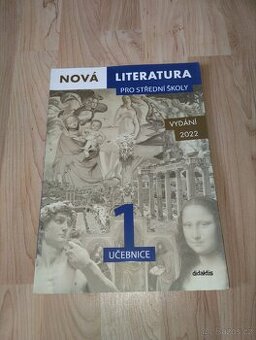 NOVÁ LITERATURA
PRO STŘEDNÍ ŠKOLY
VYDÁNÍ
2022
1
UČEBNICE
didaktis